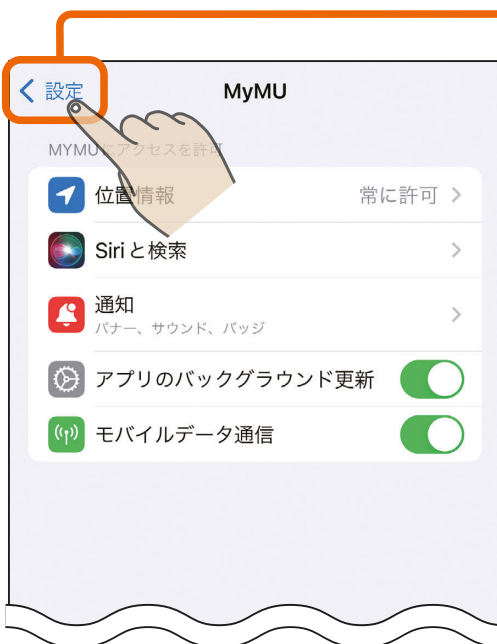 設定
MyMU
MYMUにアクセスを許可
位置情報 常に許可
Siriと検索
通知
バナー、サウンド、バッジ
アプリのバックグラウンド更新
モバイルデータ通信